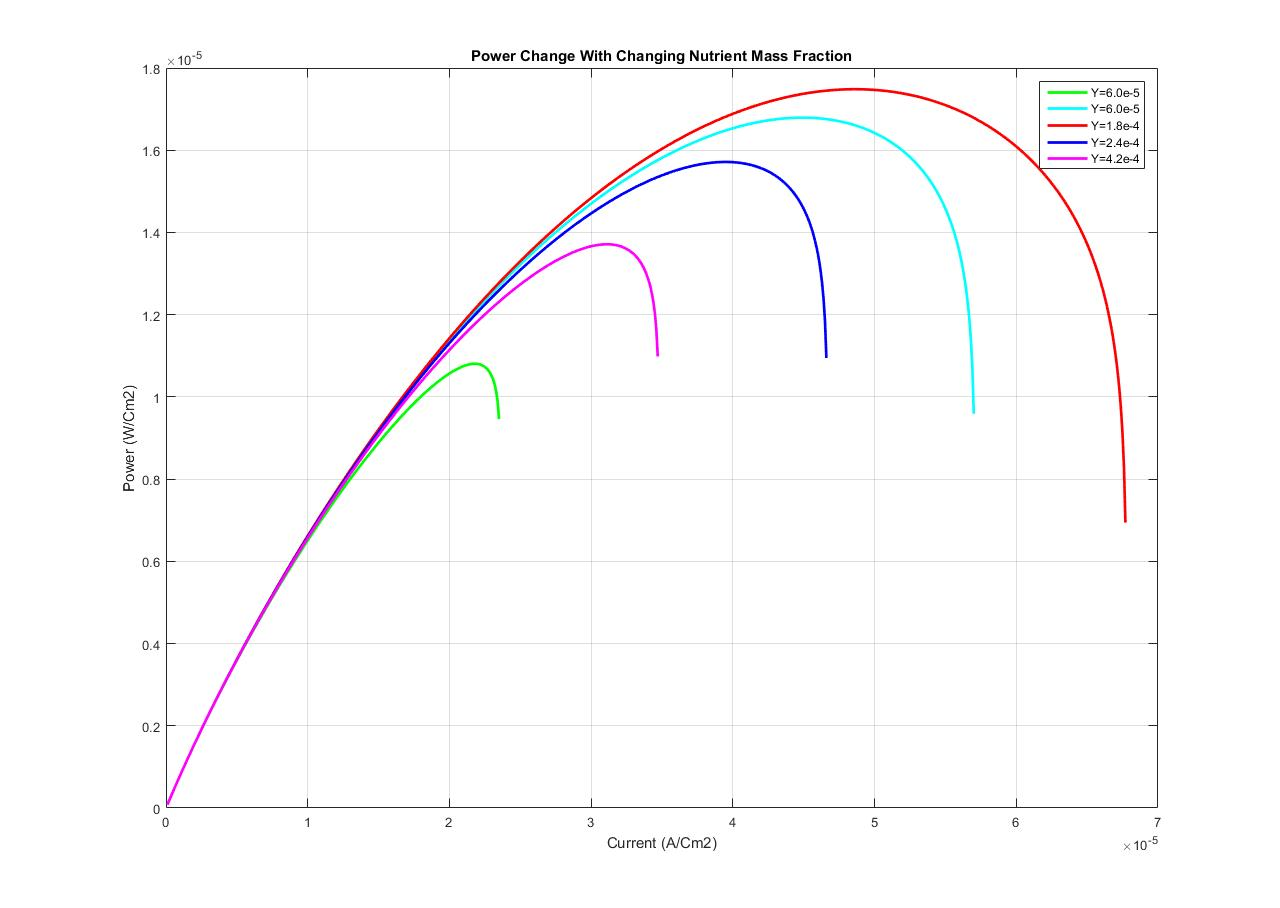 Power Change With Changing Nutrient Mass Fraction
×10-5
1.8
1.6
1.4
1.2
1
0.8
0.6
0.4
0.2
0
Power (W/Cm2)
Y=6.0e-5
Y=6.0e-5
Y=1.8e-4
Y=2.4e-4
Y=4.2e-4
0 1 2 3 4 5 6 7
Current (A/Cm2)
×10-5